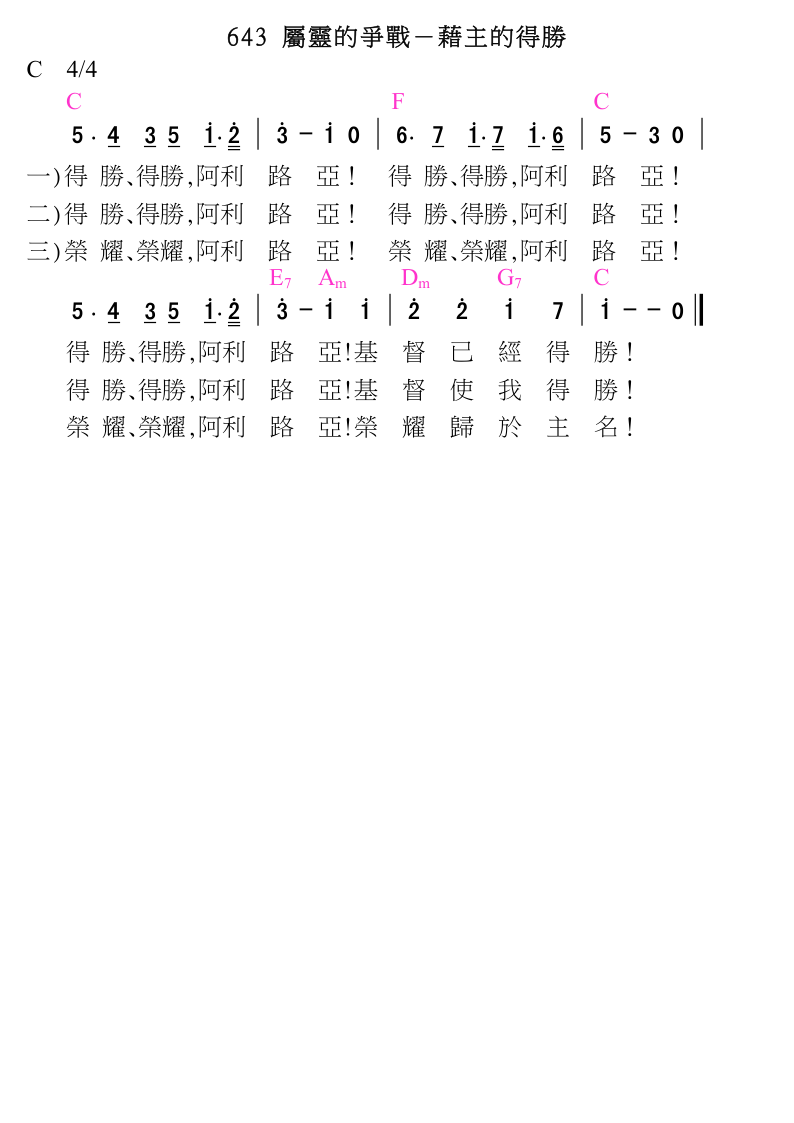 643 屬靈的爭戰－藉主的得勝
C 4/4
C F C
5 . 4 3 5 1̇ . 2̇ | 3̇ － 1̇ 0 | 6 . 7 1̇ . 7 1̇ . 6 | 5 － 3 0 |
一)得 勝、得勝,阿利 路 亞！ 得 勝、得勝,阿利 路 亞！
二)得 勝、得勝,阿利 路 亞！ 得 勝、得勝,阿利 路 亞！
三)榮 耀、榮耀,阿利 路 亞！ 榮 耀、榮耀,阿利 路 亞！
E7 Am Dm G7 C
5 . 4 3 5 1̇ . 2̇ | 3̇ － 1̇ 1̇ | 2̇ 2̇ 1̇ 7 | 1̇ － － 0 ‖
得 勝、得勝,阿利 路 亞!基 督 已 經 得 勝！
得 勝、得勝,阿利 路 亞!基 督 使 我 得 勝！
榮 耀、榮耀,阿利 路 亞!榮 耀 歸 於 主 名！